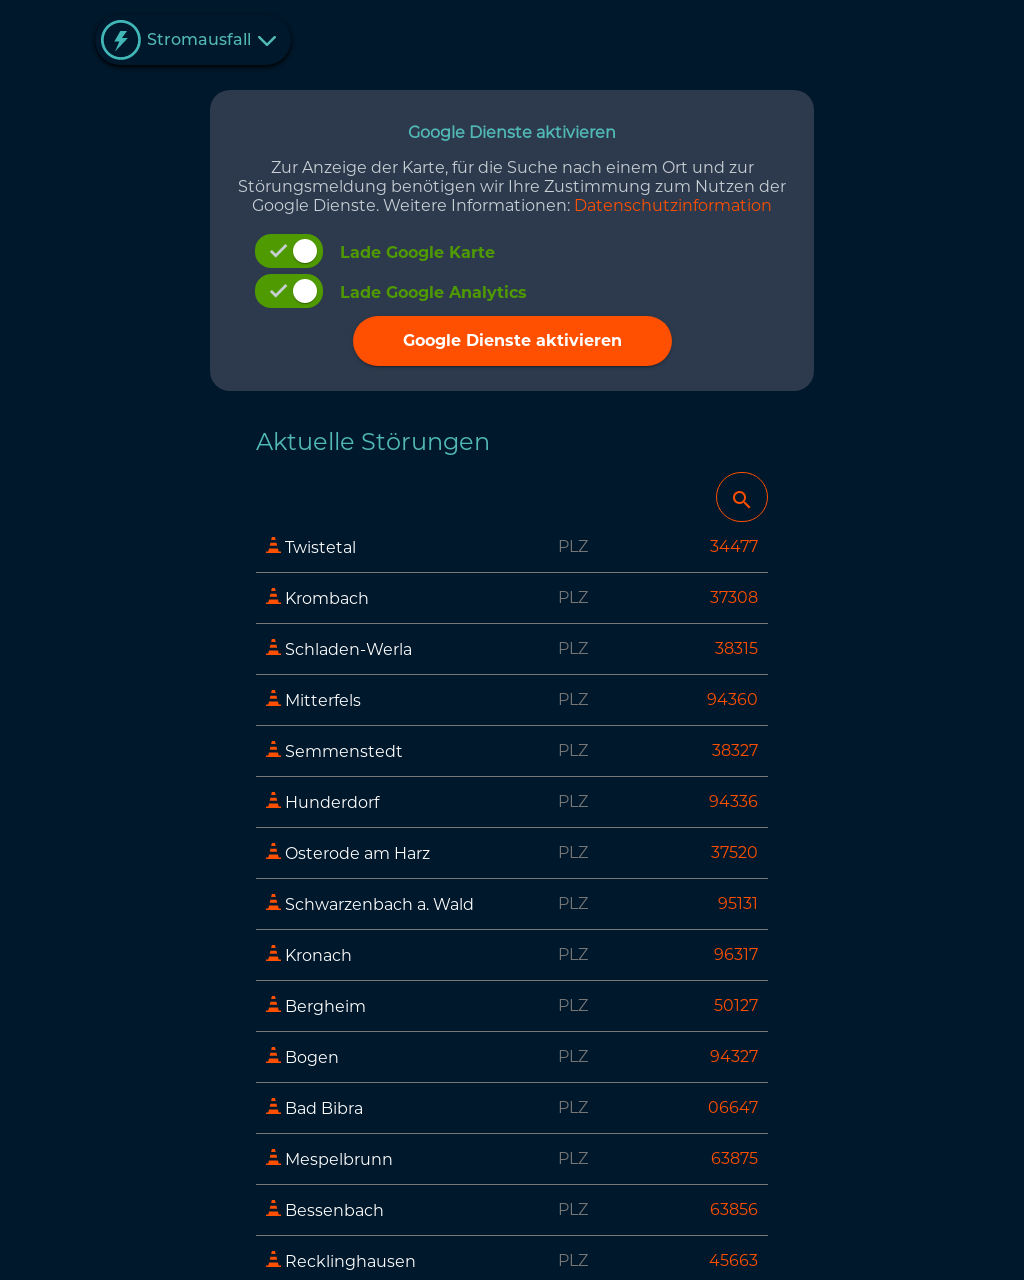 Stromausfall
Google Dienste aktivieren
Zur Anzeige der Karte, für die Suche nach einem Ort und zur
Störungsmeldung benötigen wir Ihre Zustimmung zum Nutzen der
Google Dienste. Weitere Informationen: Datenschutzinformation
Lade Google Karte
Lade Google Analytics
Google Dienste aktivieren
Aktuelle Störungen
Twistetal PLZ 34477
Krombach PLZ 37308
Schladen-Werla PLZ 38315
Mitterfels PLZ 94360
Semmenstedt PLZ 38327
Hunderdorf PLZ 94336
Osterode am Harz PLZ 37520
Schwarzenbach a. Wald PLZ 95131
Kronach PLZ 96317
Bergheim PLZ 50127
Bogen PLZ 94327
Bad Bibra PLZ 06647
Mespelbrunn PLZ 63875
Bessenbach PLZ 63856
Recklinghausen PLZ 45663